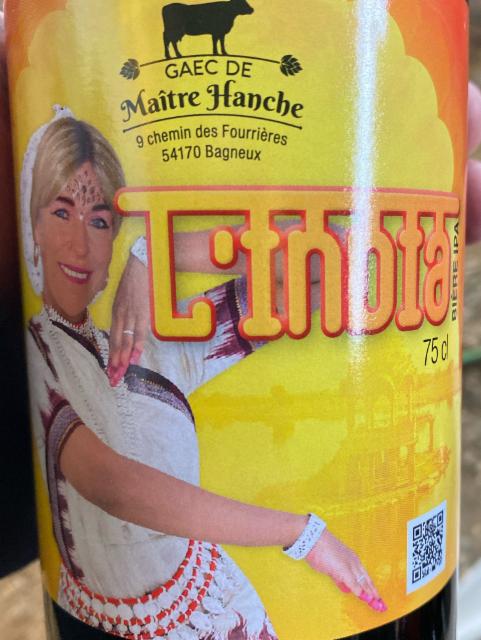 GAEC DE
Maître Hanche
9 chemin des Fourrières
54170 Bagneux
L'India
BIÈRE IPA
75 cl